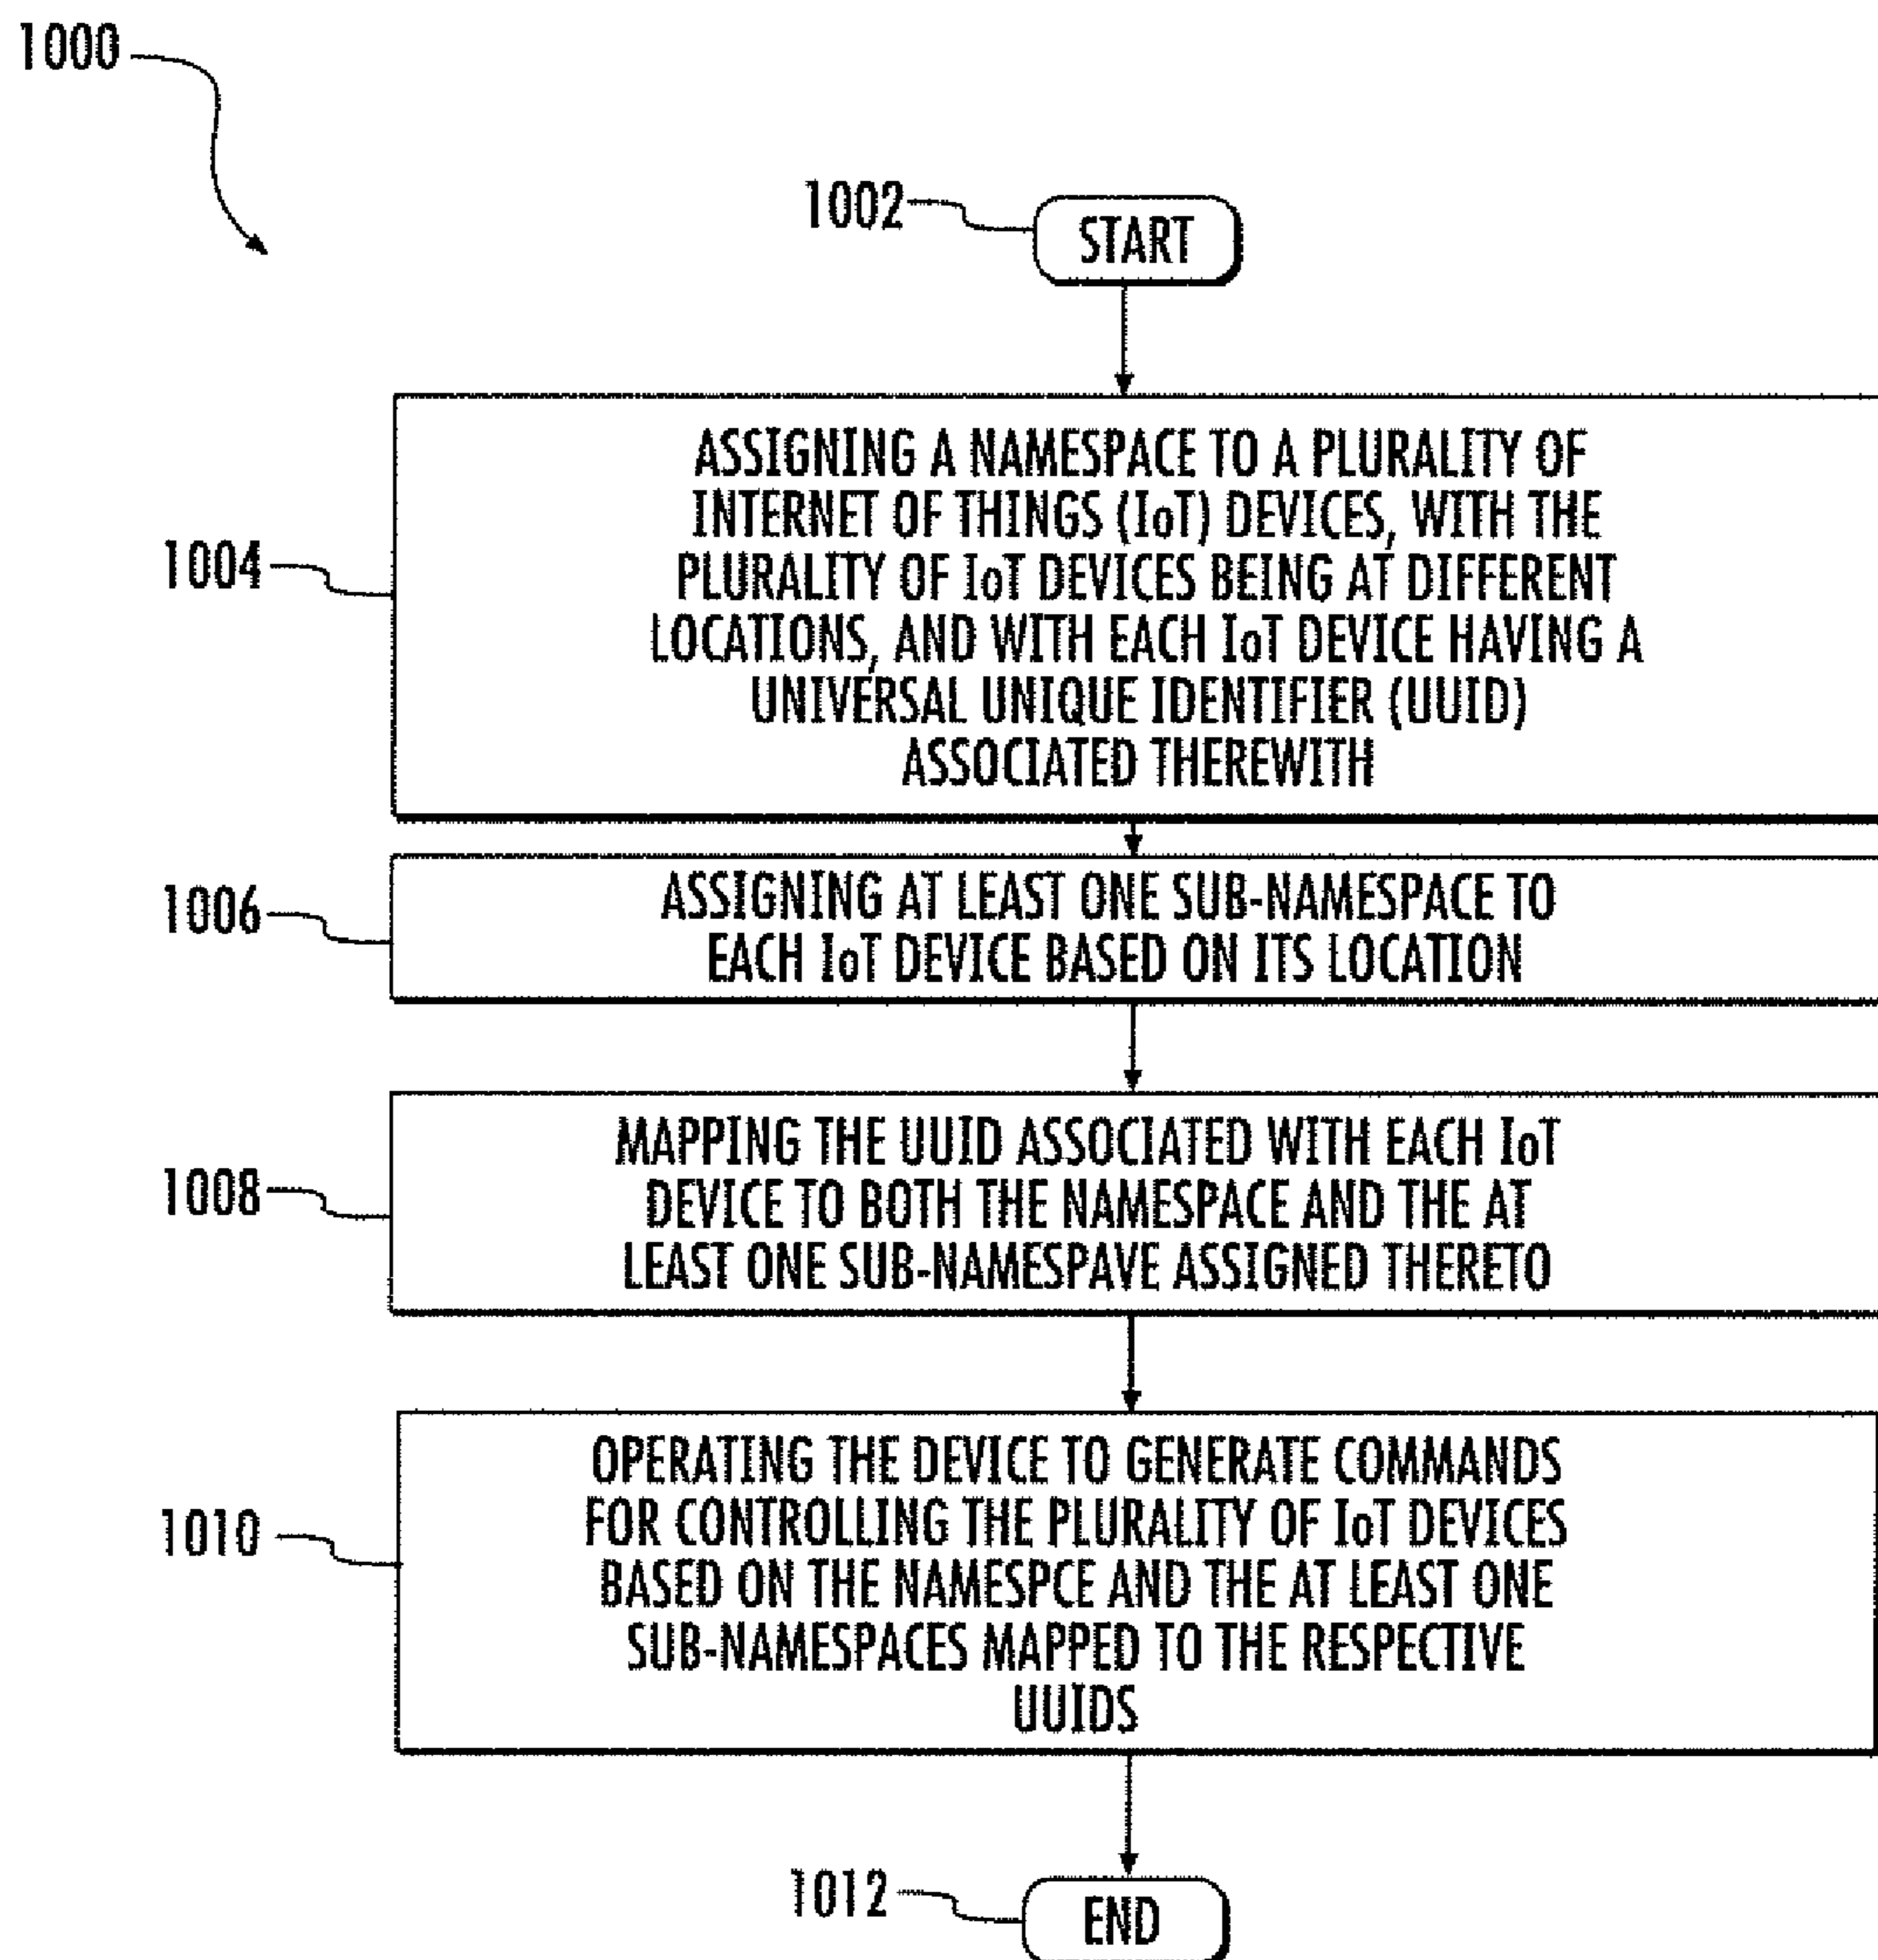 1000
1002
START
1004
ASSIGNING A NAMESPACE TO A PLURALITY OF
INTERNET OF THINGS (IoT) DEVICES, WITH THE
PLURALITY OF IoT DEVICES BEING AT DIFFERENT
LOCATIONS, AND WITH EACH IoT DEVICE HAVING A
UNIVERSAL UNIQUE IDENTIFIER (UUID)
ASSOCIATED THEREWITH
1006
ASSIGNING AT LEAST ONE SUB-NAMESPACE TO
EACH IoT DEVICE BASED ON ITS LOCATION
1008
MAPPING THE UUID ASSOCIATED WITH EACH IoT
DEVICE TO BOTH THE NAMESPACE AND THE AT
LEAST ONE SUB-NAMESPAVE ASSIGNED THERETO
1010
OPERATING THE DEVICE TO GENERATE COMMANDS
FOR CONTROLLING THE PLURALITY OF IoT DEVICES
BASED ON THE NAMESPCE AND THE AT LEAST ONE
SUB-NAMESPACES MAPPED TO THE RESPECTIVE
UUIDS
1012
END